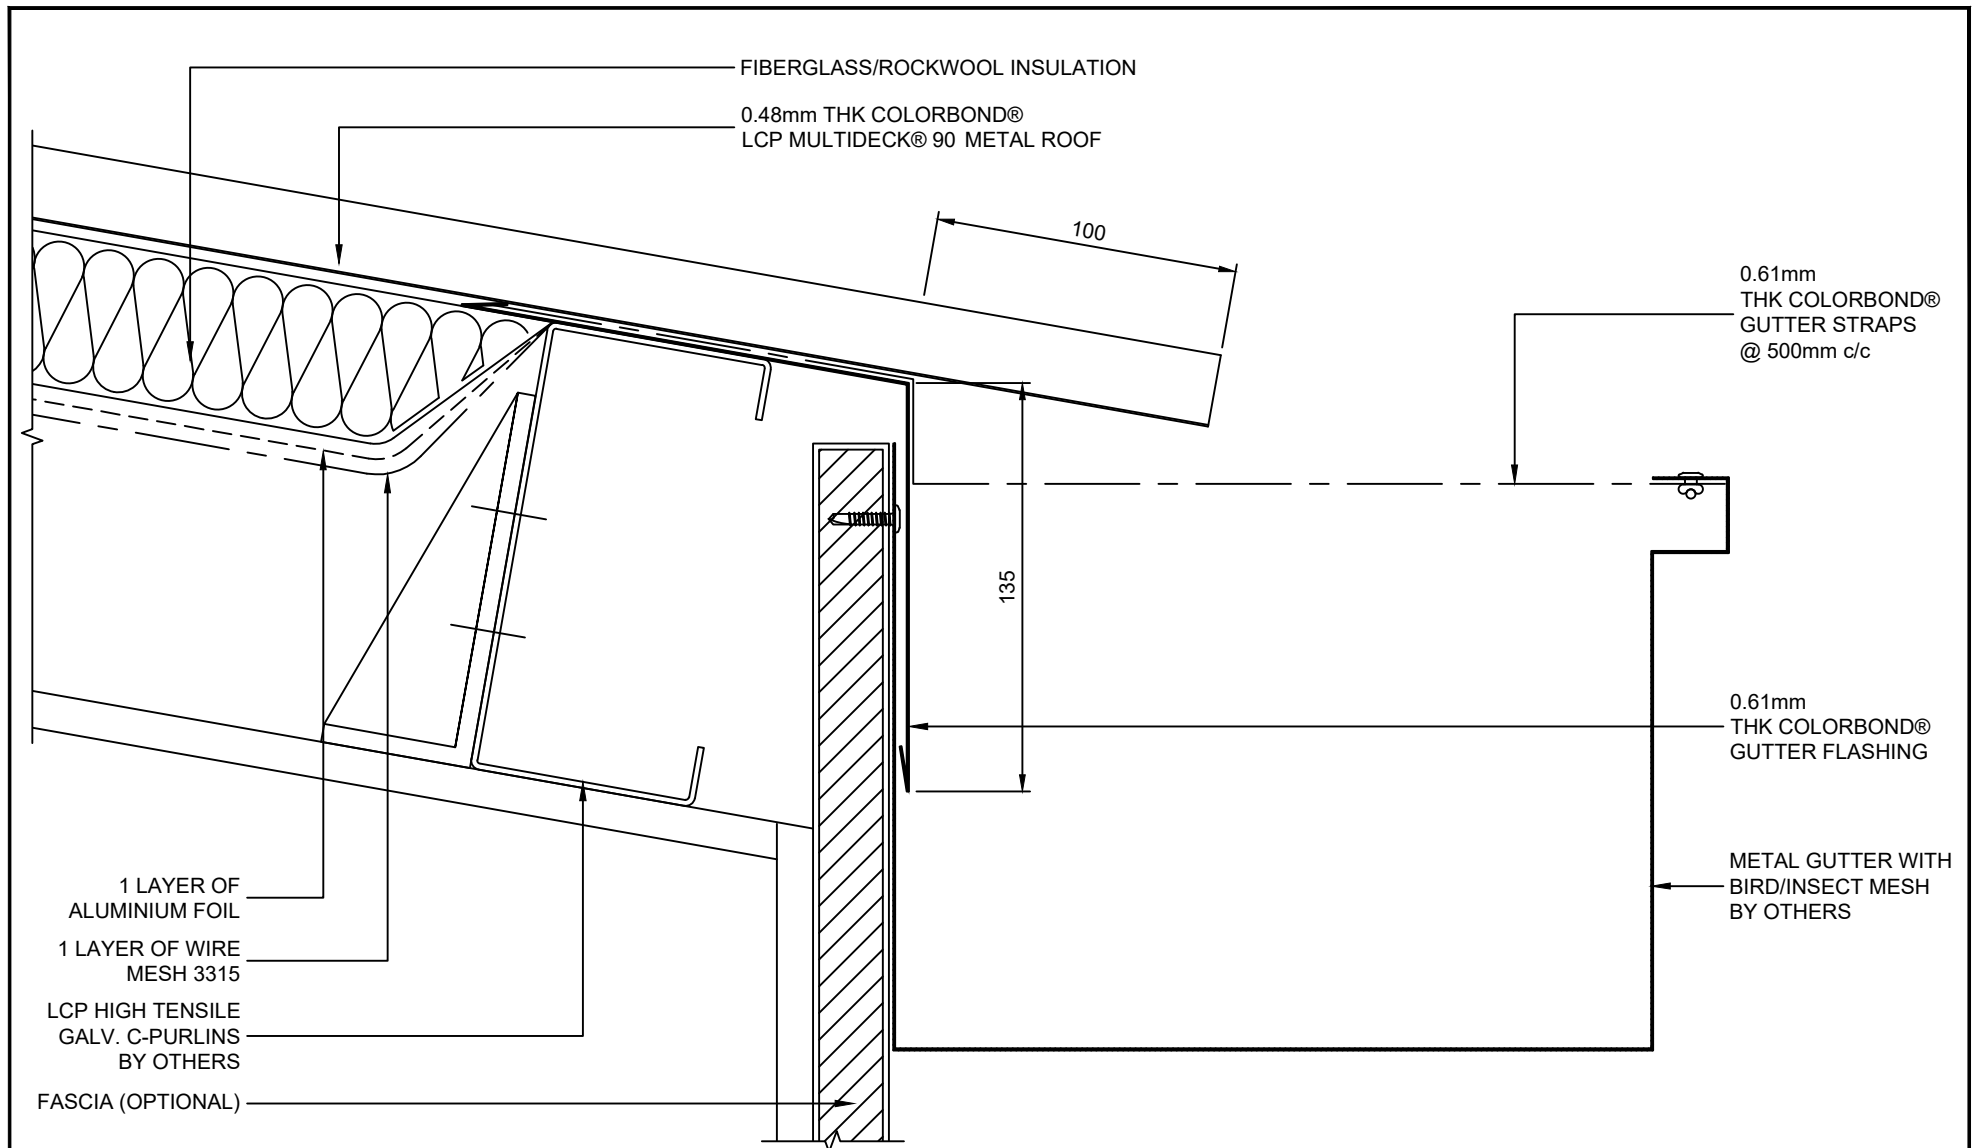 FIBERGLASS/ROCKWOOL INSULATION
0.48mm THK COLORBOND®
LCP MULTIDECK® 90 METAL ROOF
100
0.61mm
THK COLORBOND®
GUTTER STRAPS
@ 500mm c/c
135
0.61mm
THK COLORBOND®
GUTTER FLASHING
METAL GUTTER WITH
BIRD/INSECT MESH
BY OTHERS
1 LAYER OF
ALUMINIUM FOIL
1 LAYER OF WIRE
MESH 3315
LCP HIGH TENSILE
GALV. C-PURLINS
BY OTHERS
FASCIA (OPTIONAL)